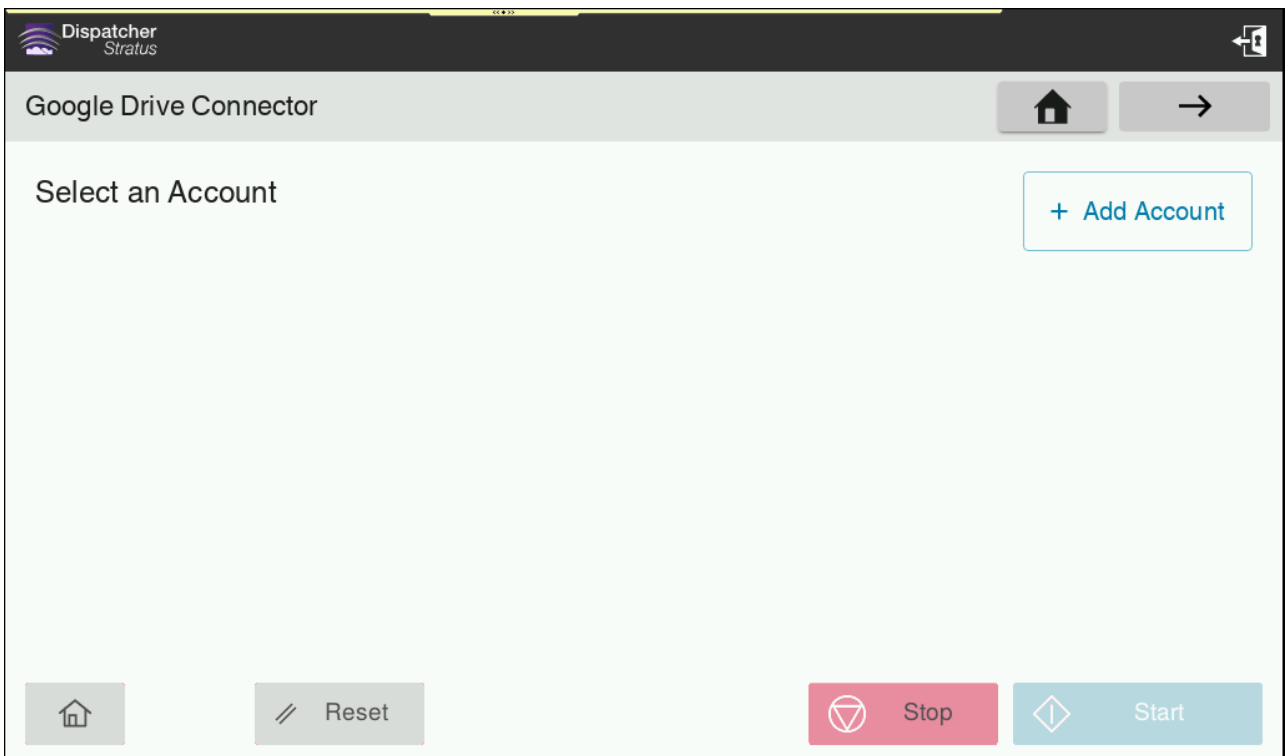 Dispatcher
Stratus
Google Drive Connector
Select an Account
+ Add Account
Reset
Stop
Start